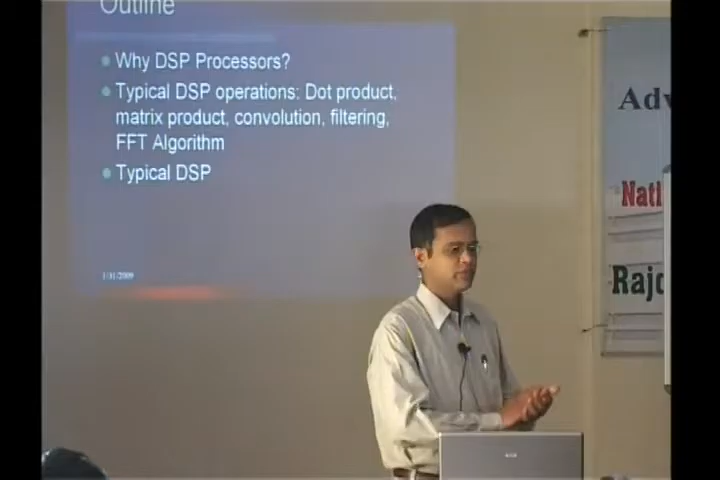 Outline
Why DSP Processors?
Typical DSP operations: Dot product,
matrix product, convolution, filtering,
FFT Algorithm
Typical DSP
1/31/2009
Adv
Nati
Rajc